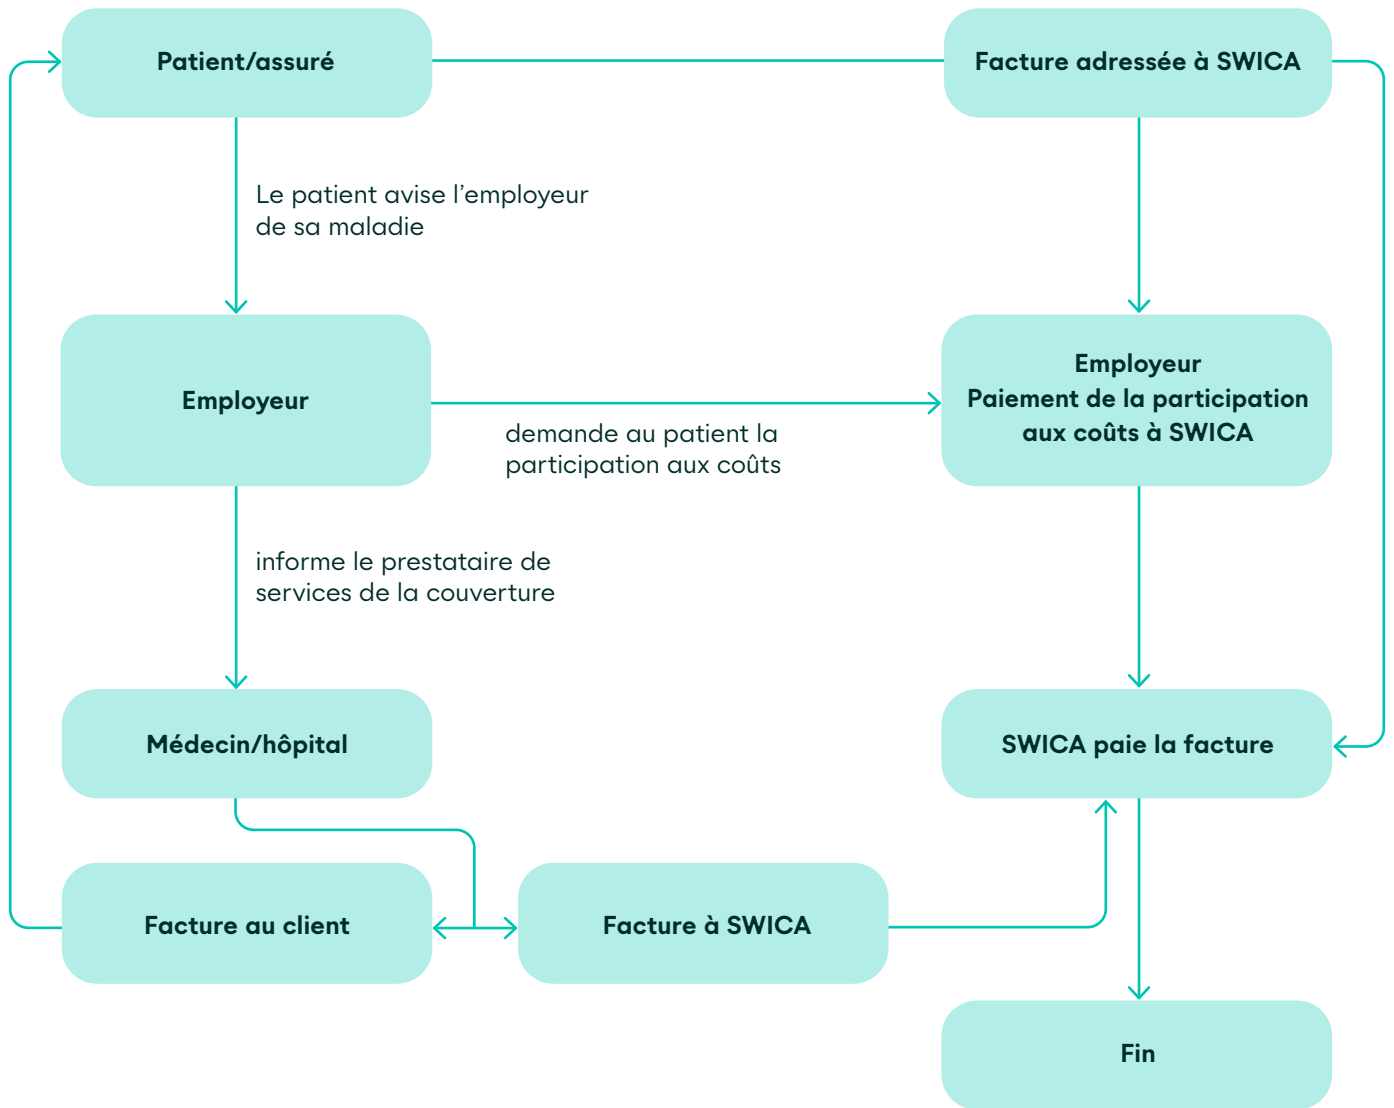 Patient/assuré
Facture adressée à SWICA
Le patient avise l’employeur
de sa maladie
Employeur
Employeur
Paiement de la participation
aux coûts à SWICA
demande au patient la
participation aux coûts
informe le prestataire de
services de la couverture
Médecin/hôpital
SWICA paie la facture
Facture au client
Facture à SWICA
Fin